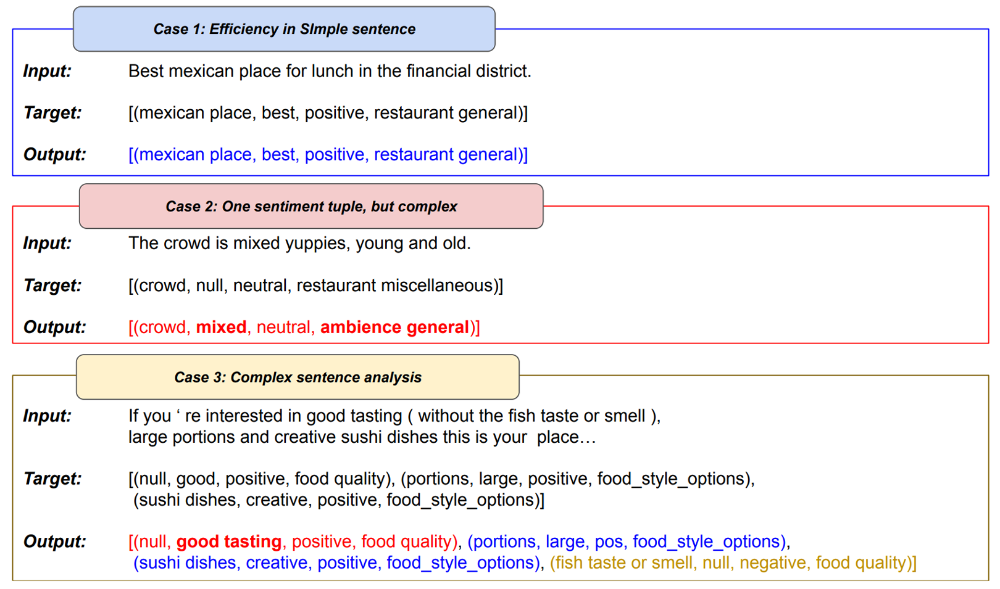 Case 1: Efficiency in SImple sentence
Input: Best mexican place for lunch in the financial district.
Target: [(mexican place, best, positive, restaurant general)]
Output: [(mexican place, best, positive, restaurant general)]
Case 2: One sentiment tuple, but complex
Input: The crowd is mixed yuppies, young and old.
Target: [(crowd, null, neutral, restaurant miscellaneous)]
Output: [(crowd, mixed, neutral, ambience general)]
Case 3: Complex sentence analysis
Input: If you ‘ re interested in good tasting ( without the fish taste or smell ),
large portions and creative sushi dishes this is your place…
Target: [(null, good, positive, food quality), (portions, large, positive, food_style_options),
(sushi dishes, creative, positive, food_style_options)]
Output: [(null, good tasting, positive, food quality), (portions, large, pos, food_style_options),
(sushi dishes, creative, positive, food_style_options), (fish taste or smell, null, negative, food quality)]